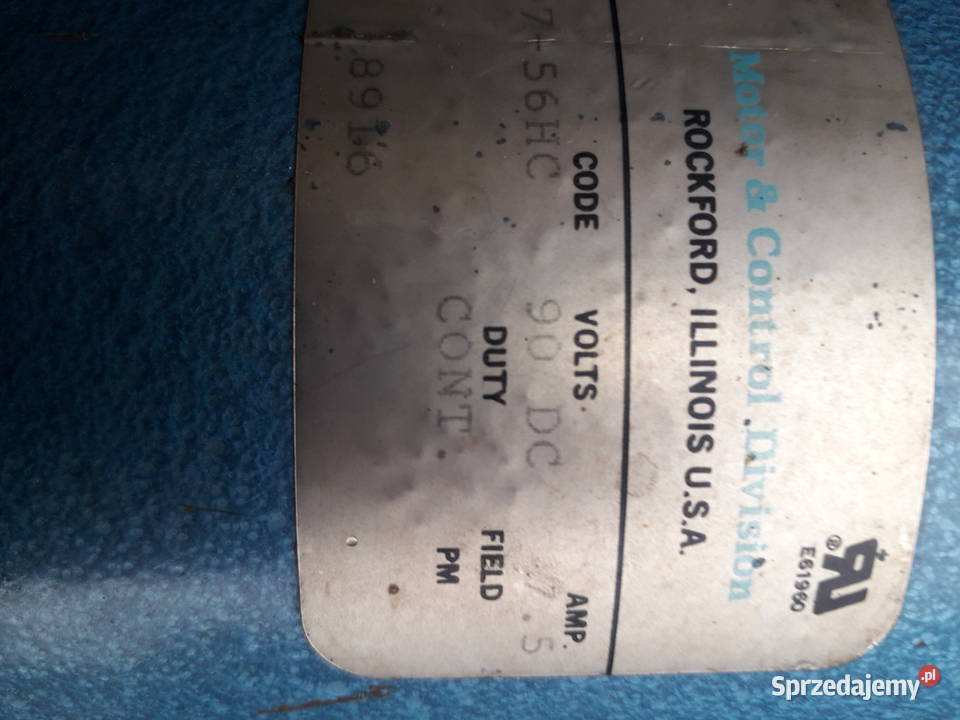 Motor & Control Division
ROCKFORD, ILLINOIS U.S.A.
E61960
CODE VOLTS AMP.
7-56HC 90 DC 7.5
DUTY FIELD
CONT. PM
8916
Sprzedajemy.pl